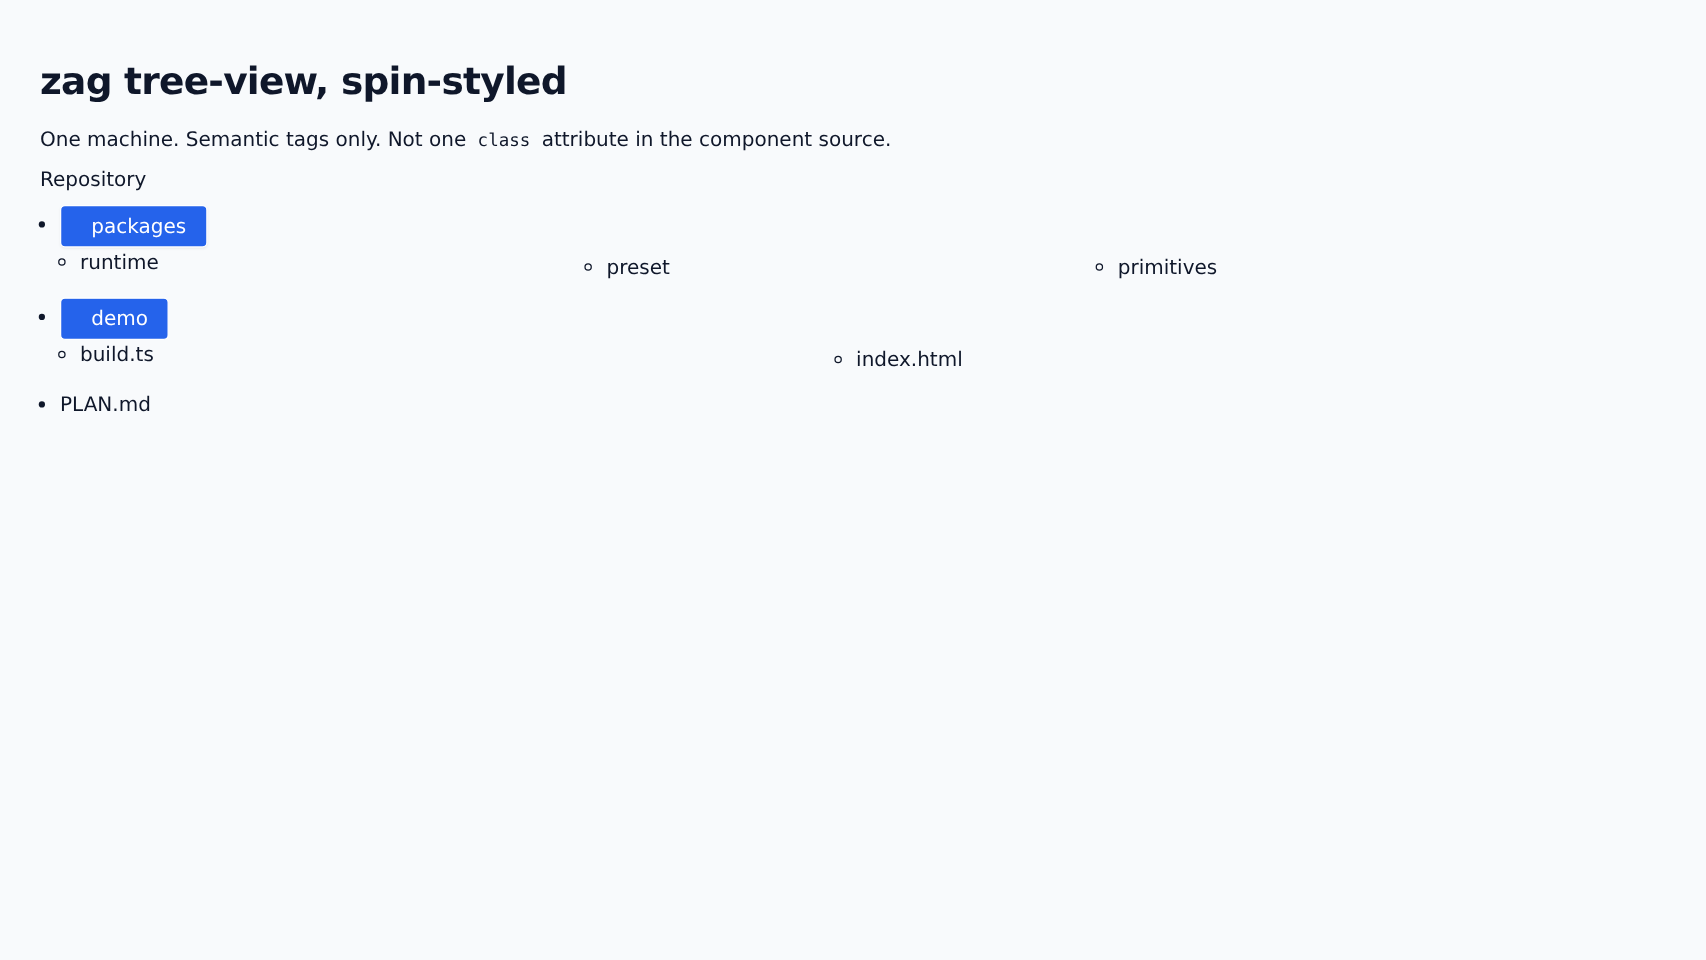 zag tree-view, spin-styled
One machine. Semantic tags only. Not one class attribute in the component source.
Repository
packages
runtime preset primitives
demo
build.ts index.html
PLAN.md